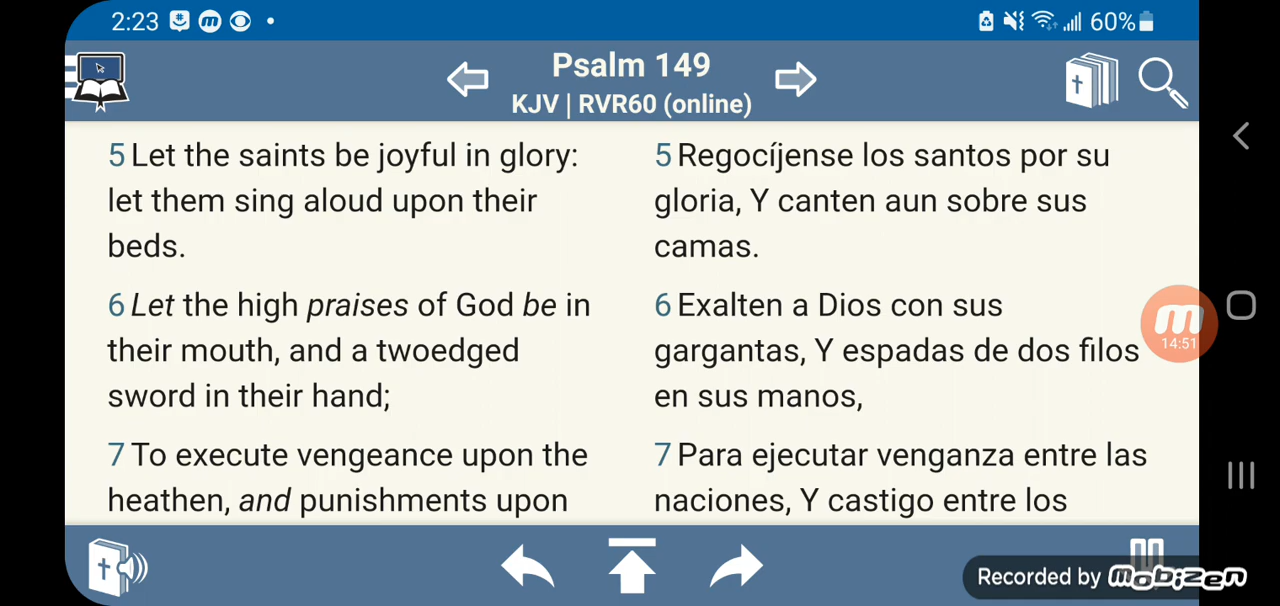 2:23
60%
Psalm 149
KJV | RVR60 (online)
5 Let the saints be joyful in glory:
let them sing aloud upon their
beds.
6 Let the high praises of God be in
their mouth, and a twoedged
sword in their hand;
7 To execute vengeance upon the
heathen, and punishments upon
5 Regocíjense los santos por su
gloria, Y canten aun sobre sus
camas.
6 Exalten a Dios con sus
gargantas, Y espadas de dos filos
en sus manos,
7 Para ejecutar venganza entre las
naciones, Y castigo entre los
14:51
Recorded by mobizen